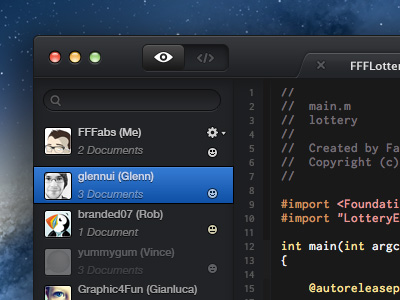 </>
FFFLotter
FFFabs (Me)
2 Documents
glennui (Glenn)
3 Documents
branded07 (Rob)
1 Document
yummygum (Vince)
3 Documents
Graphic4Fun (Gianluca)
1 //
2 // main.m
3 // lottery
4 //
5 // Created by Fa
6 // Copyright (c)
7 //
8
9 #import <Foundati
10 #import "LotteryE
11
12 int main(int argc
13 {
14
15 @autoreleasep